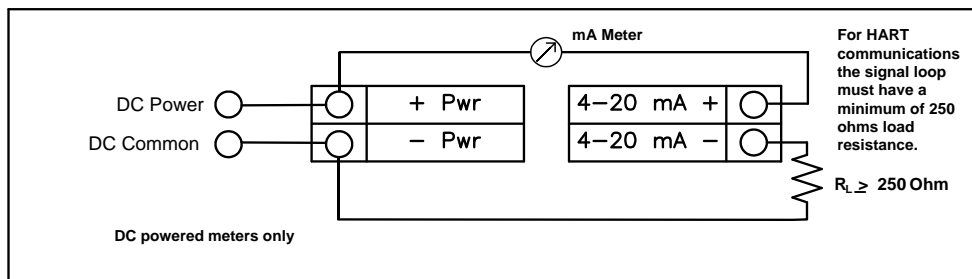 mA Meter
For HART
communications
the signal loop
must have a
minimum of 250
ohms load
resistance.
DC Power
+ Pwr
4-20 mA +
DC Common
- Pwr
4-20 mA -
RL ≥ 250 Ohm
DC powered meters only